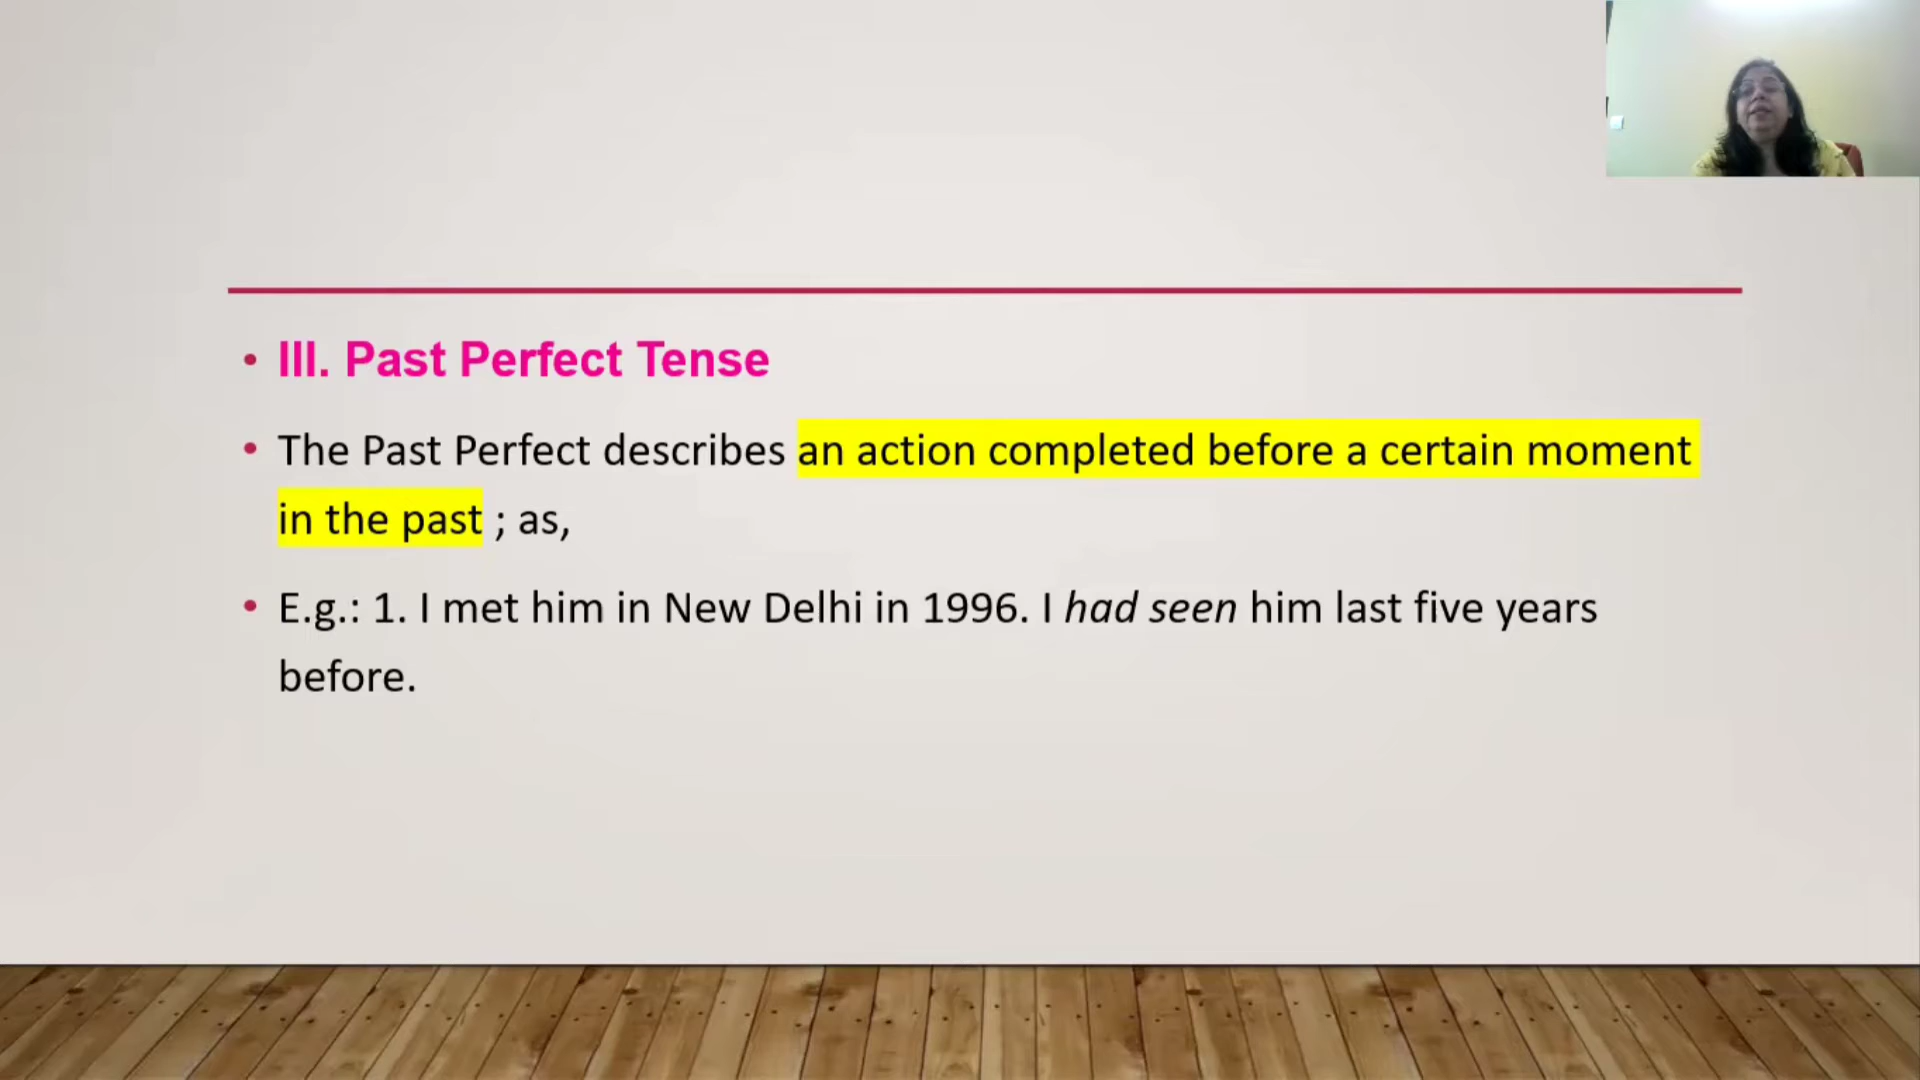 • III. Past Perfect Tense
• The Past Perfect describes an action completed before a certain moment
in the past ; as,
• E.g.: 1. I met him in New Delhi in 1996. I had seen him last five years
before.